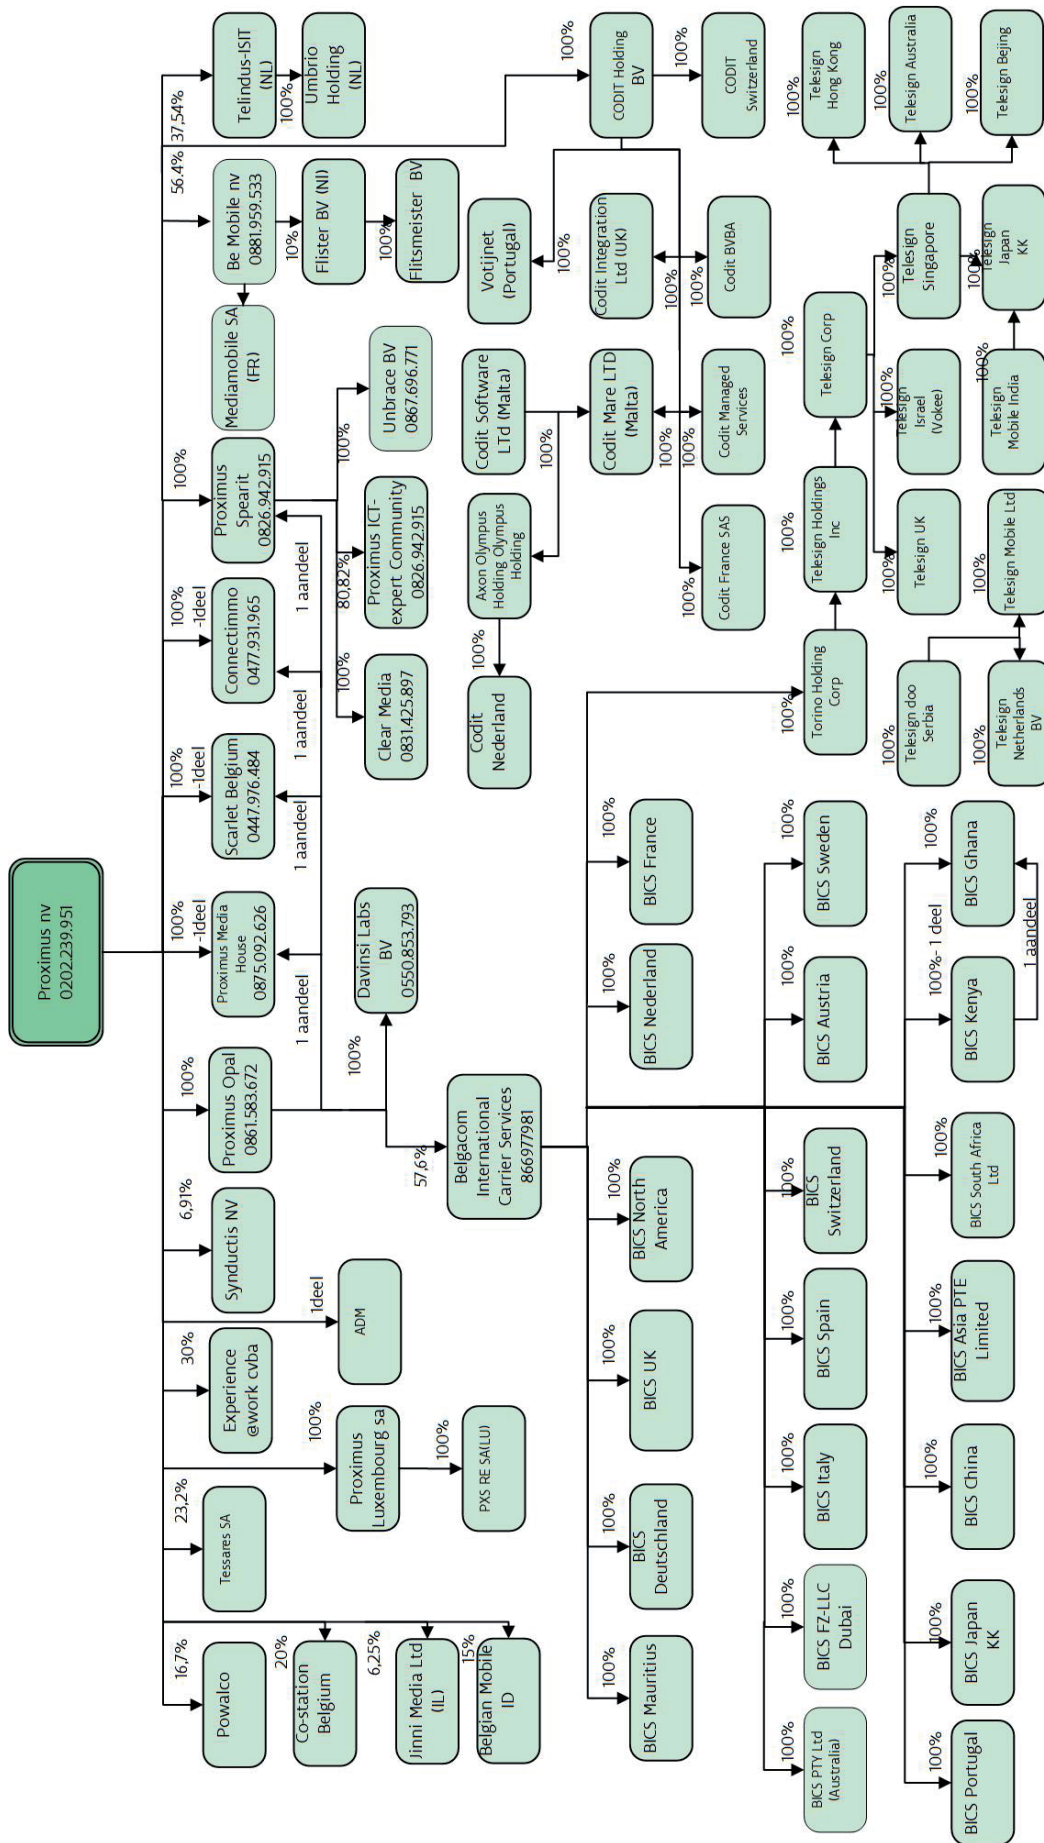 Proximus nv
0202.239.951
16,7%
Powalco
20%
Co-station
Belgium
6,25%
Jinni Media Ltd
(IL)
15%
Belgian Mobile
ID
23,2%
Tessares SA
100%
Proximus
Luxembourg sa
100%
PXS RE SA(LU)
30%
Experience
@work cvba
1deel
ADM
6,91%
Synductis NV
100%
Proximus Opal
0861.583.672
100%
-1deel
Proximus Media
House
0875.092.626
1 aandeel
100%
-1deel
Scarlet Belgium
0447.976.484
1 aandeel
100%
-1deel
Connectimmo
0477.931.965
1 aandeel
100%
Proximus
Spearit
0826.942.915
1 aandeel
100%
Clear Media
0831.425.897
80,82%
Proximus ICT-
expert Community
0826.942.915
100%
Unbrace BV
0867.696.771
56.4%
Be Mobile nv
0881.959.533
Mediamobile SA
(FR)
10%
Flister BV (NI)
100%
Flitsmeister BV
37,54%
Telindus-ISIT
(NL)
100%
Umbrio
Holding
(NL)
100%
Davinsi Labs
BV
0550.853.793
57,6%
Belgacom
International
Carrier Services
866977981
100%
CODIT Holding
BV
100%
CODIT
Switzerland
100%
Votijnet
(Portugal)
Codit Integration
Ltd (UK)
100%
100%
Codit BVBA
Codit Software
LTd (Malta)
100%
Codit Mare LTD
(Malta)
100%
100%
Codit Managed
Services
Axon Olympus
Holding Olympus
Holding
100%
Codit
Nederland
100%
Codit France SAS
100%
BICS Mauritius
100%
BICS
Deutschland
100%
BICS UK
100%
BICS North
America
100%
BICS Nederland
100%
BICS France
100%
Torino Holding
Corp
100%
Telesign Holdings
Inc
100%
Telesign Corp
100%
Telesign UK
100%
Telesign
Israel
(Vokee)
100%
Telesign
Singapore
100%
Telesign
Hong Kong
100%
Telesign Australia
100%
Telesign Bejing
100%
Telesign
Japan
KK
100%
100%
Telesign
Mobile India
100%
Telesign Mobile Ltd
100%
Telesign doo
Serbia
100%
Telesign
Netherlands
BV
100%
BICS PTY Ltd
(Australia)
100%
BICS FZ-LLC
Dubai
100%
BICS Italy
100%
BICS Spain
100%
BICS
Switzerland
100%
BICS Austria
100%
BICS Sweden
100%
BICS Portugal
100%
BICS Japan
KK
100%
BICS China
100%
BICS Asia PTE
Limited
100%
BICS South Africa
Ltd
100%- 1 deel
BICS Kenya
100%
BICS Ghana
1 aandeel